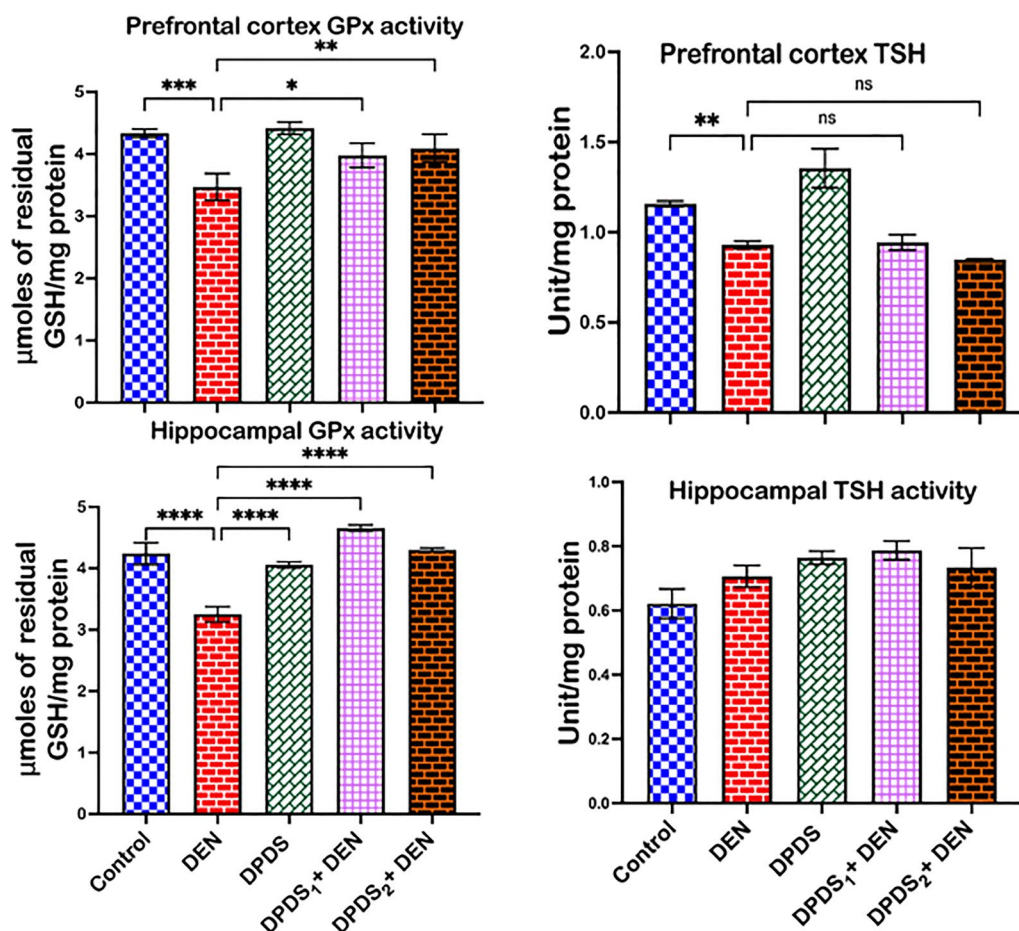 Prefrontal cortex GPx activity
**
***
*
µmoles of residual
GSH/mg protein
5
4
3
2
1
0
Prefrontal cortex TSH
ns
**
ns
Unit/mg protein
2.0
1.5
1.0
0.5
0.0
Hippocampal GPx activity
****
****
****
****
µmoles of residual
GSH/mg protein
5
4
3
2
1
0
Control
DEN
DPDS
DPDS₁+ DEN
DPDS₂+ DEN
Hippocampal TSH activity
Unit/mg protein
1.0
0.8
0.6
0.4
0.2
0.0
Control
DEN
DPDS
DPDS₁+ DEN
DPDS₂+ DEN